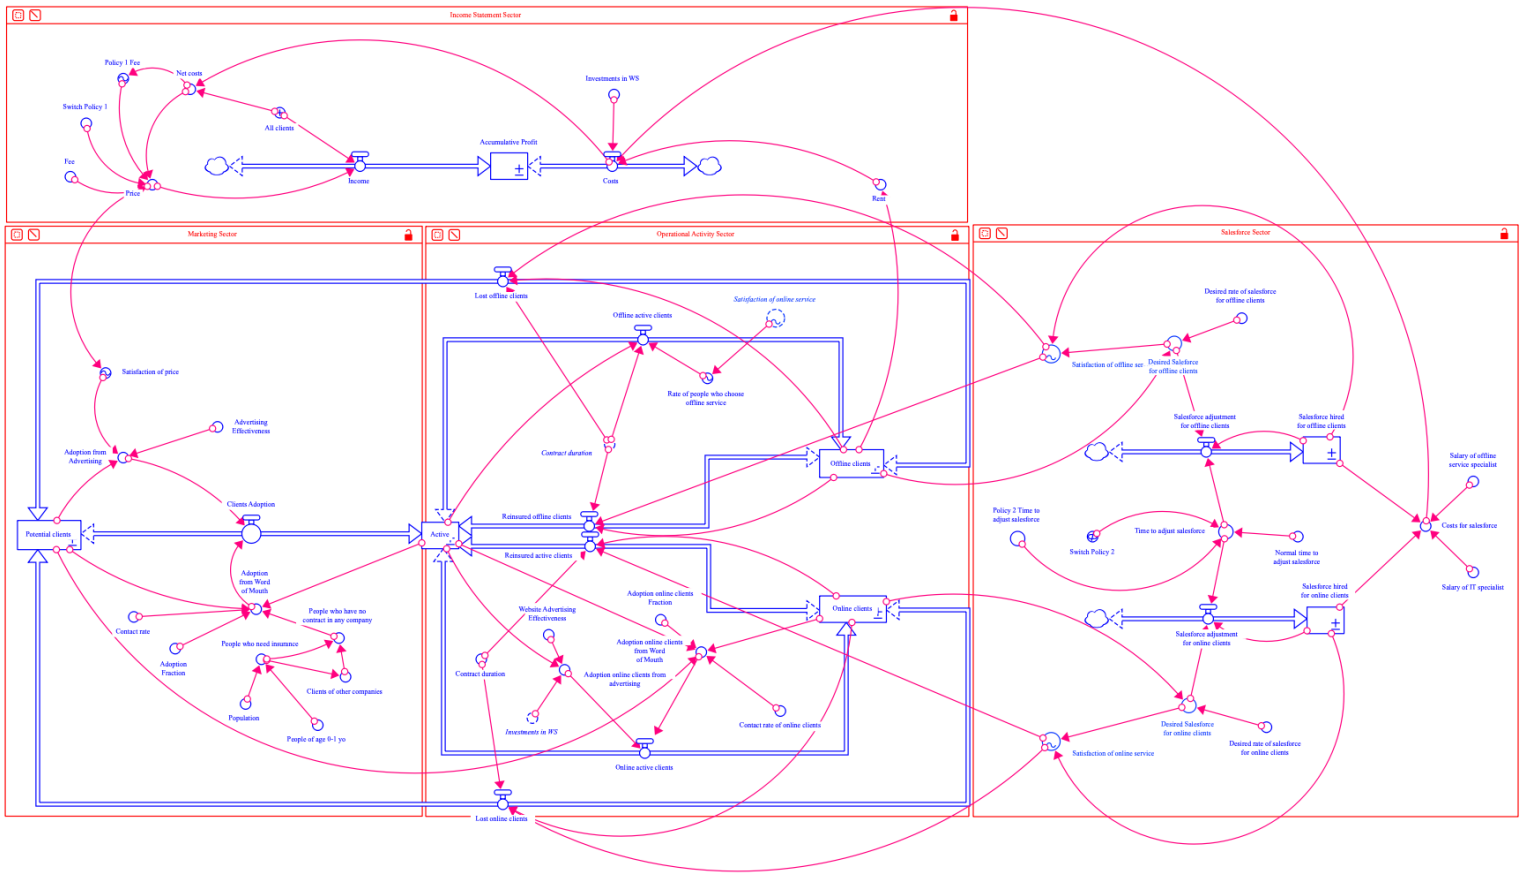 Income Statement Sector
Policy 1 Fee
Net costs
Investments in WS
Switch Policy 1
All clients
Accumulative Profit
Fee
Income
Costs
Price
Rent
Marketing Sector
Operational Activity Sector
Salesforce Sector
Lost offline clients
Satisfaction of online service
Desired rate of salesforce
for offline clients
Offline active clients
Satisfaction of price
Satisfaction of offline ser
Desired Saleforce
for offline clients
Rate of people who choose
offline service
Advertising
Effectiveness
Salesforce adjustment
for offline clients
Salesforce hired
for offline clients
Adoption from
Advertising
Contract duration
Offline clients
Salary of offline
service specialist
Clients Adoption
Reinsured offline clients
Policy 2 Time to
adjust salesforce
Potential clients
Active
Time to adjust salesforce
Costs for salesforce
Switch Policy 2
Reinsured active clients
Normal time to
adjust salesforce
Adoption
from Word
of Mouth
Salary of IT specialist
Salesforce hired
for online clients
Adoption online clients
Fraction
Website Advertising
Effectiveness
Online clients
People who have no
contract in any company
Contact rate
People who need insurance
Adoption online clients
from Word
of Mouth
Salesforce adjustment
for online clients
Adoption
Fraction
Contract duration
Adoption online clients from
advertising
Clients of other companies
Population
Investments in WS
Contact rate of online clients
Desired Salesforce
for online clients
People of age 0-1 yo
Desired rate of salesforce
for online clients
Satisfaction of online service
Online active clients
Lost online clients